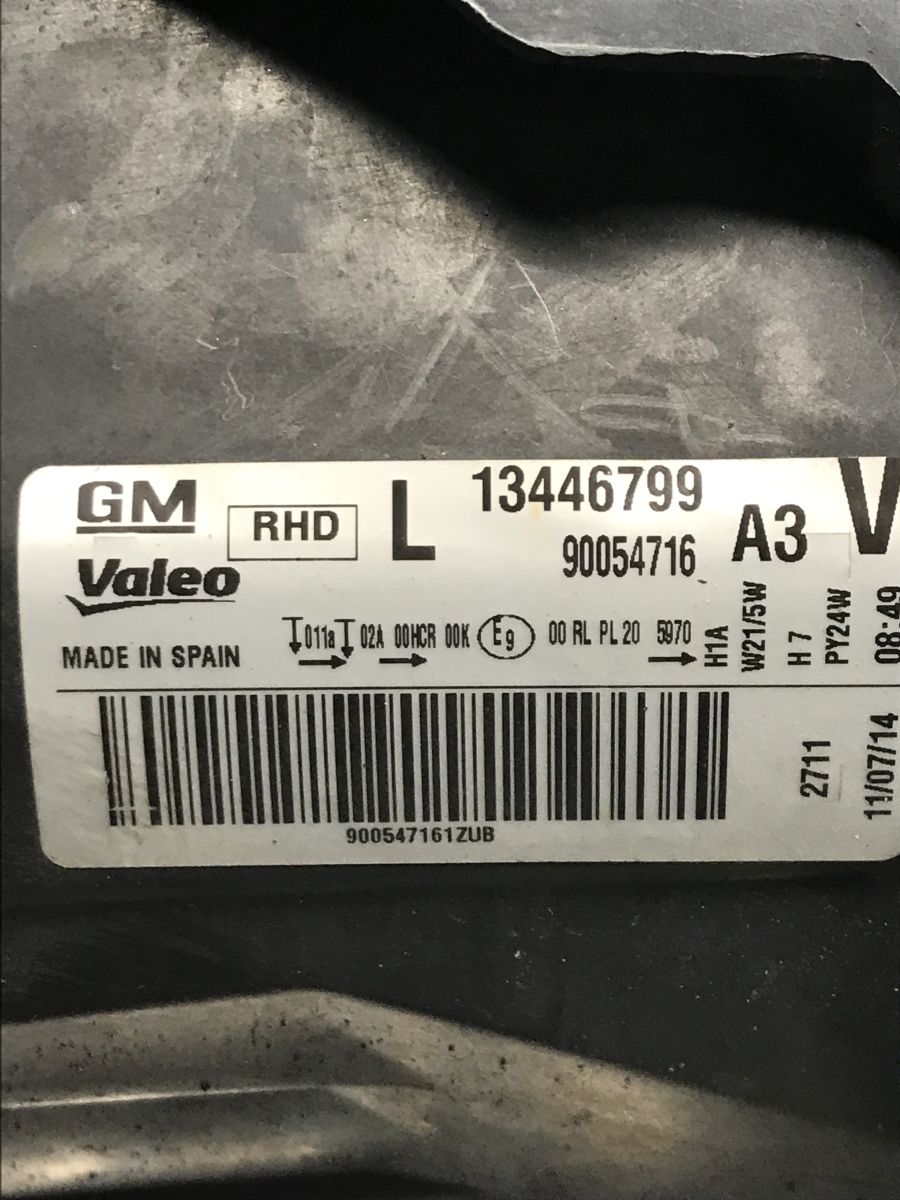 GM
RHD
L
13446799
90054716
A3
V
Valeo
MADE IN SPAIN
011a 02A 00HCR 00K E9 00 RL PL 20 5970
H1A
W21/5W
H7
PY24W
08:49
2711
11/07/14
900547161ZUB